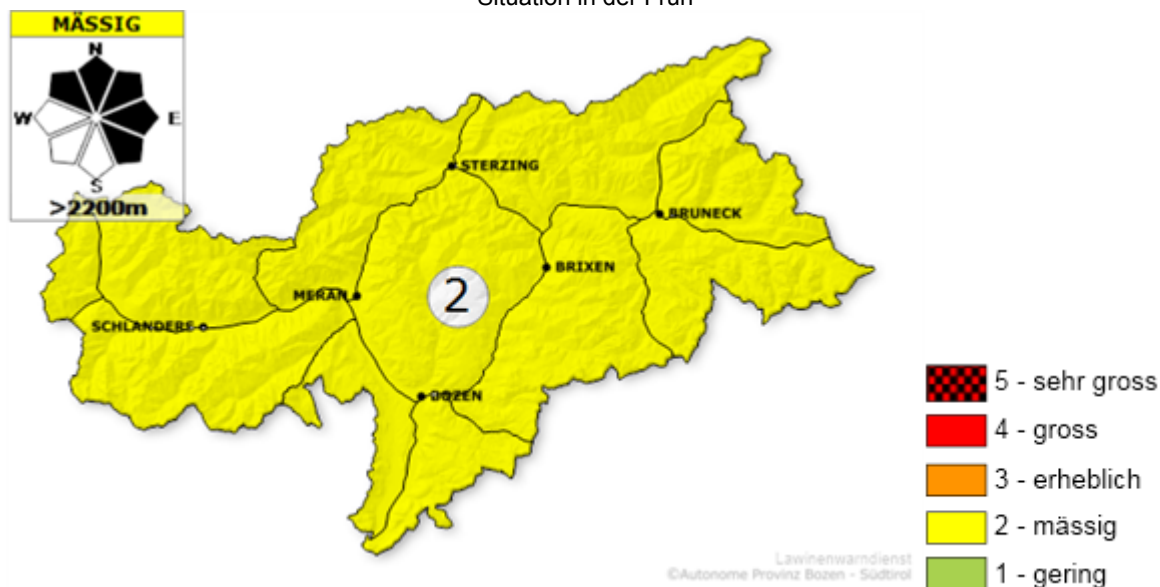 Situation in der Früh
MÄSSIG
N
W
E
S
>2200m
STERZING
BRUNECK
BRIXEN
MERAN
2
SCHLANDERS
BOZEN
5 - sehr gross
4 - gross
3 - erheblich
2 - mässig
1 - gering
Lawinenwarndienst
©Autonome Provinz Bozen - Südtirol